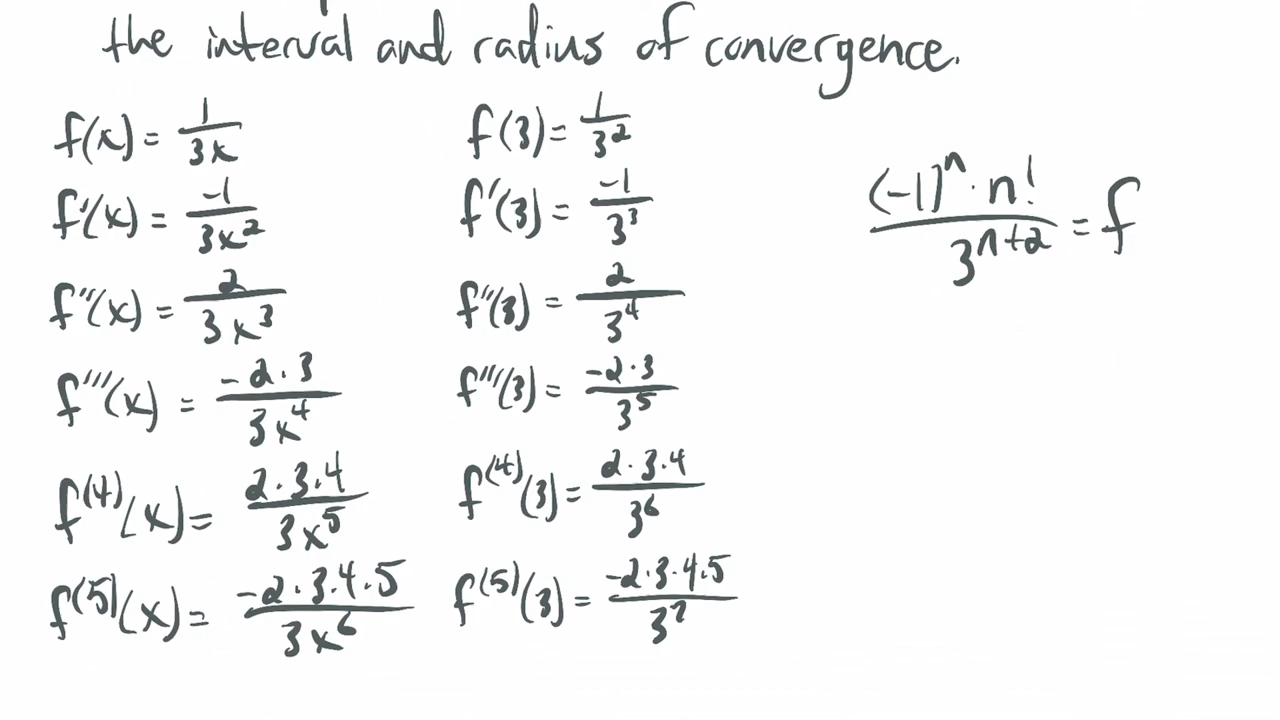 the interval and radius of convergence.
f(x) = 1/3x
f(3) = 1/3²
f'(x) = -1/3x²
f'(3) = -1/3³
(-1)ⁿ · n!/3ⁿ⁺² = f
f''(x) = 2/3x³
f''(3) = 2/3⁴
f'''(x) = -2·3/3x⁴
f'''(3) = -2·3/3⁵
f⁽⁴⁾(x) = 2·3·4/3x⁵
f⁽⁴⁾(3) = 2·3·4/3⁶
f⁽⁵⁾(x) = -2·3·4·5/3x⁶
f⁽⁵⁾(3) = -2·3·4·5/3⁷